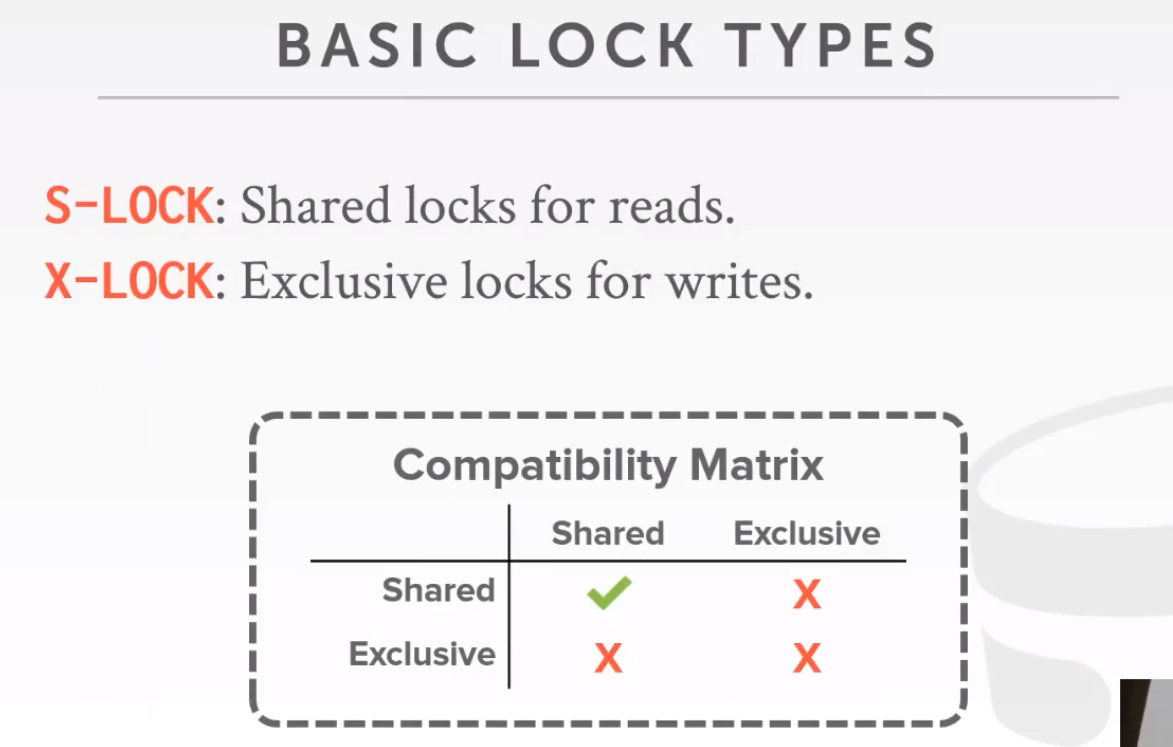 BASIC LOCK TYPES
S-LOCK: Shared locks for reads.
X-LOCK: Exclusive locks for writes.
Compatibility Matrix
Shared Exclusive
Shared ✔ X
Exclusive X X